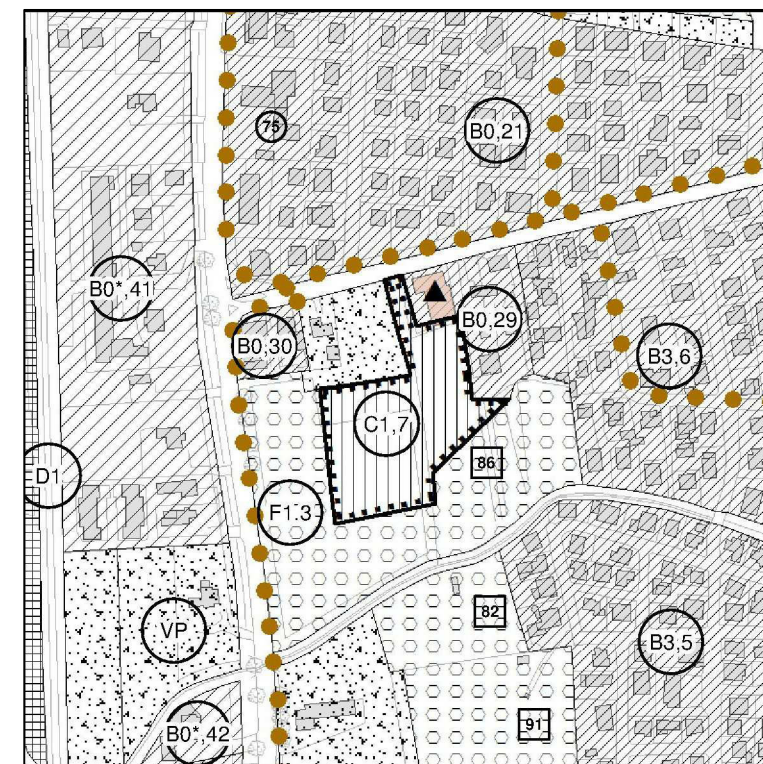 75
B0,21
B0*,41
B0,29
B0,30
B3,6
C1,7
86
D1
F1.3
82
VP
B3,5
91
B0*,42